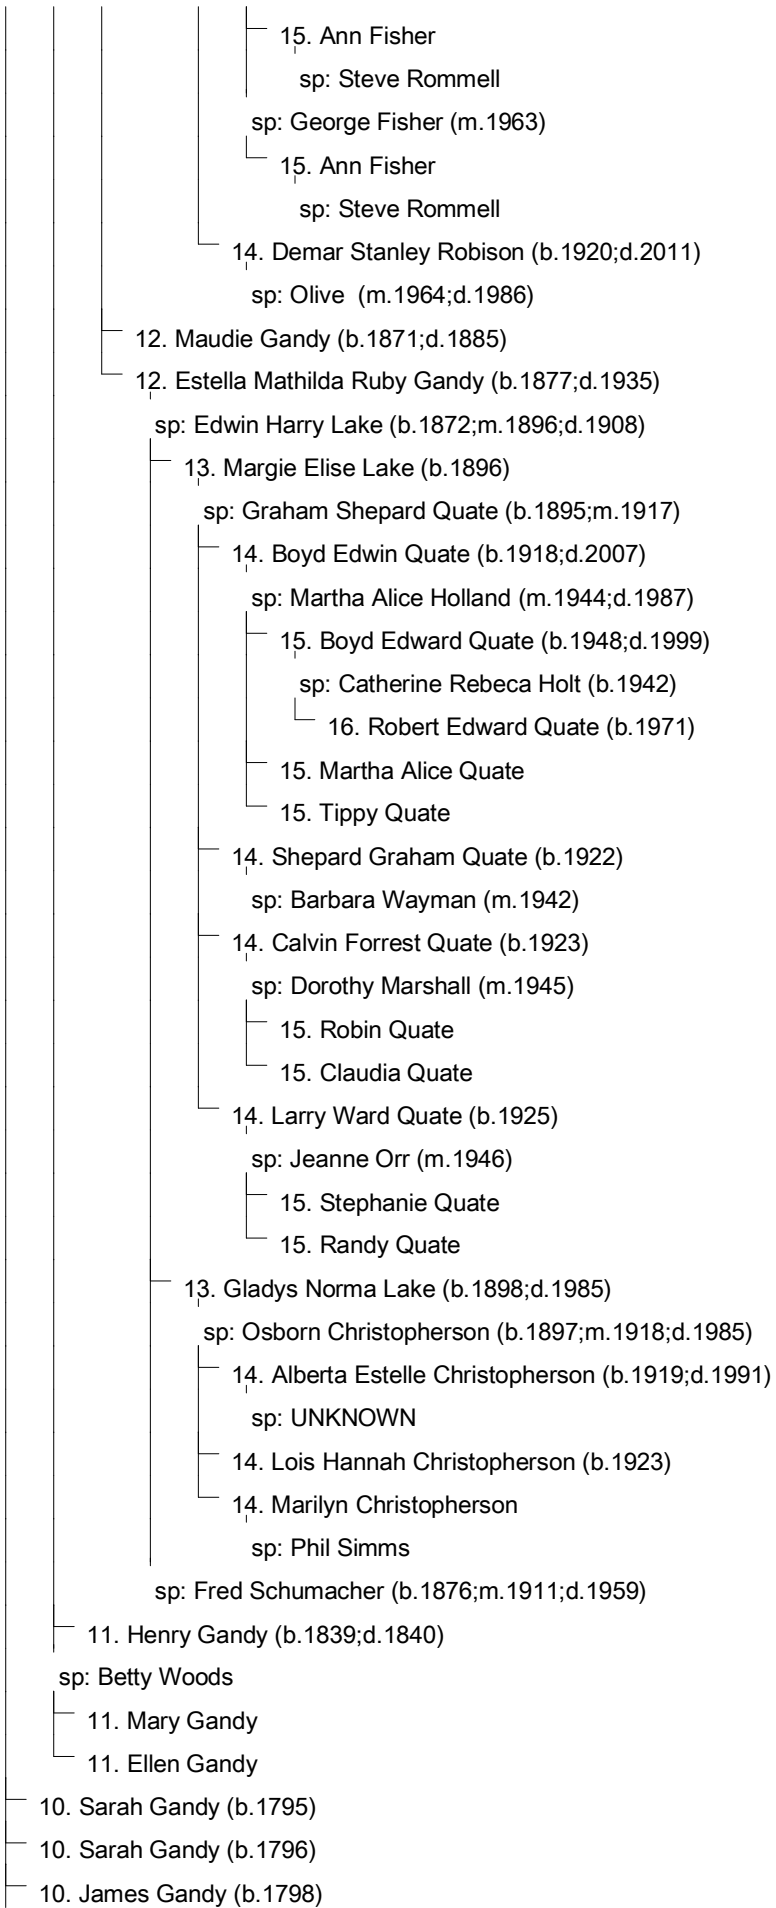 15. Ann Fisher
sp: Steve Rommell
sp: George Fisher (m.1963)
15. Ann Fisher
sp: Steve Rommell
14. Demar Stanley Robison (b.1920;d.2011)
sp: Olive  (m.1964;d.1986)
12. Maudie Gandy (b.1871;d.1885)
12. Estella Mathilda Ruby Gandy (b.1877;d.1935)
sp: Edwin Harry Lake (b.1872;m.1896;d.1908)
13. Margie Elise Lake (b.1896)
sp: Graham Shepard Quate (b.1895;m.1917)
14. Boyd Edwin Quate (b.1918;d.2007)
sp: Martha Alice Holland (m.1944;d.1987)
15. Boyd Edward Quate (b.1948;d.1999)
sp: Catherine Rebeca Holt (b.1942)
16. Robert Edward Quate (b.1971)
15. Martha Alice Quate
15. Tippy Quate
14. Shepard Graham Quate (b.1922)
sp: Barbara Wayman (m.1942)
14. Calvin Forrest Quate (b.1923)
sp: Dorothy Marshall (m.1945)
15. Robin Quate
15. Claudia Quate
14. Larry Ward Quate (b.1925)
sp: Jeanne Orr (m.1946)
15. Stephanie Quate
15. Randy Quate
13. Gladys Norma Lake (b.1898;d.1985)
sp: Osborn Christopherson (b.1897;m.1918;d.1985)
14. Alberta Estelle Christopherson (b.1919;d.1991)
sp: UNKNOWN
14. Lois Hannah Christopherson (b.1923)
14. Marilyn Christopherson
sp: Phil Simms
sp: Fred Schumacher (b.1876;m.1911;d.1959)
11. Henry Gandy (b.1839;d.1840)
sp: Betty Woods
11. Mary Gandy
11. Ellen Gandy
10. Sarah Gandy (b.1795)
10. Sarah Gandy (b.1796)
10. James Gandy (b.1798)